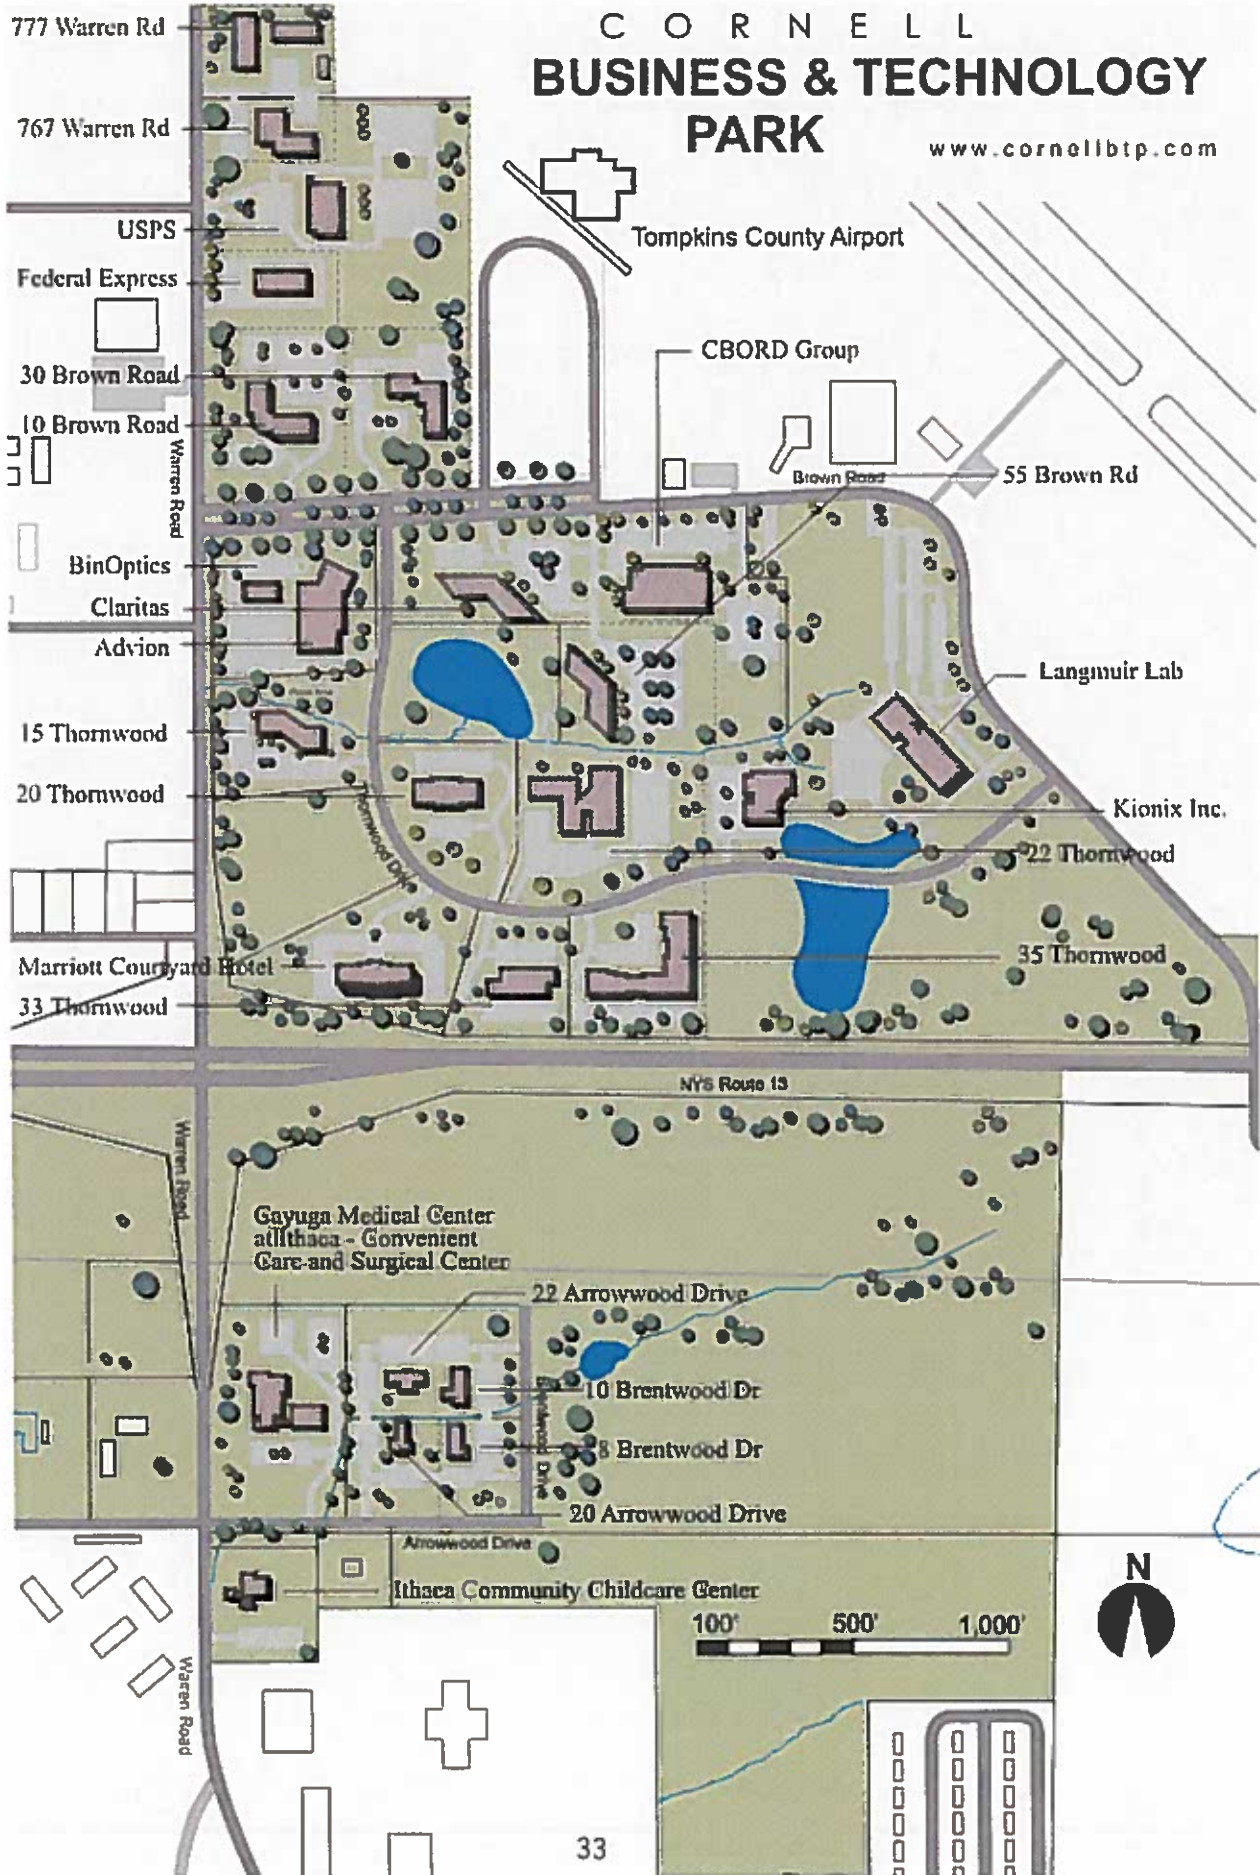 CORNELL
BUSINESS & TECHNOLOGY
PARK
www.cornellbtp.com
777 Warren Rd
767 Warren Rd
USPS
Tompkins County Airport
Federal Express
CBORD Group
30 Brown Road
10 Brown Road
Warren Road
Brown Road
55 Brown Rd
BinOptics
Claritas
Advion
Langmuir Lab
15 Thornwood
20 Thornwood
Thornwood Drive
Kionix Inc.
22 Thornwood
Marriott Courtyard Hotel
35 Thornwood
33 Thornwood
NYS Route 13
Warren Road
Cayuga Medical Center
at Ithaca - Convenient
Care and Surgical Center
22 Arrowwood Drive
10 Brentwood Dr
Brentwood Drive
8 Brentwood Dr
20 Arrowwood Drive
Arrowwood Drive
Ithaca Community Childcare Center
N
100' 500' 1,000'
Warren Road
33